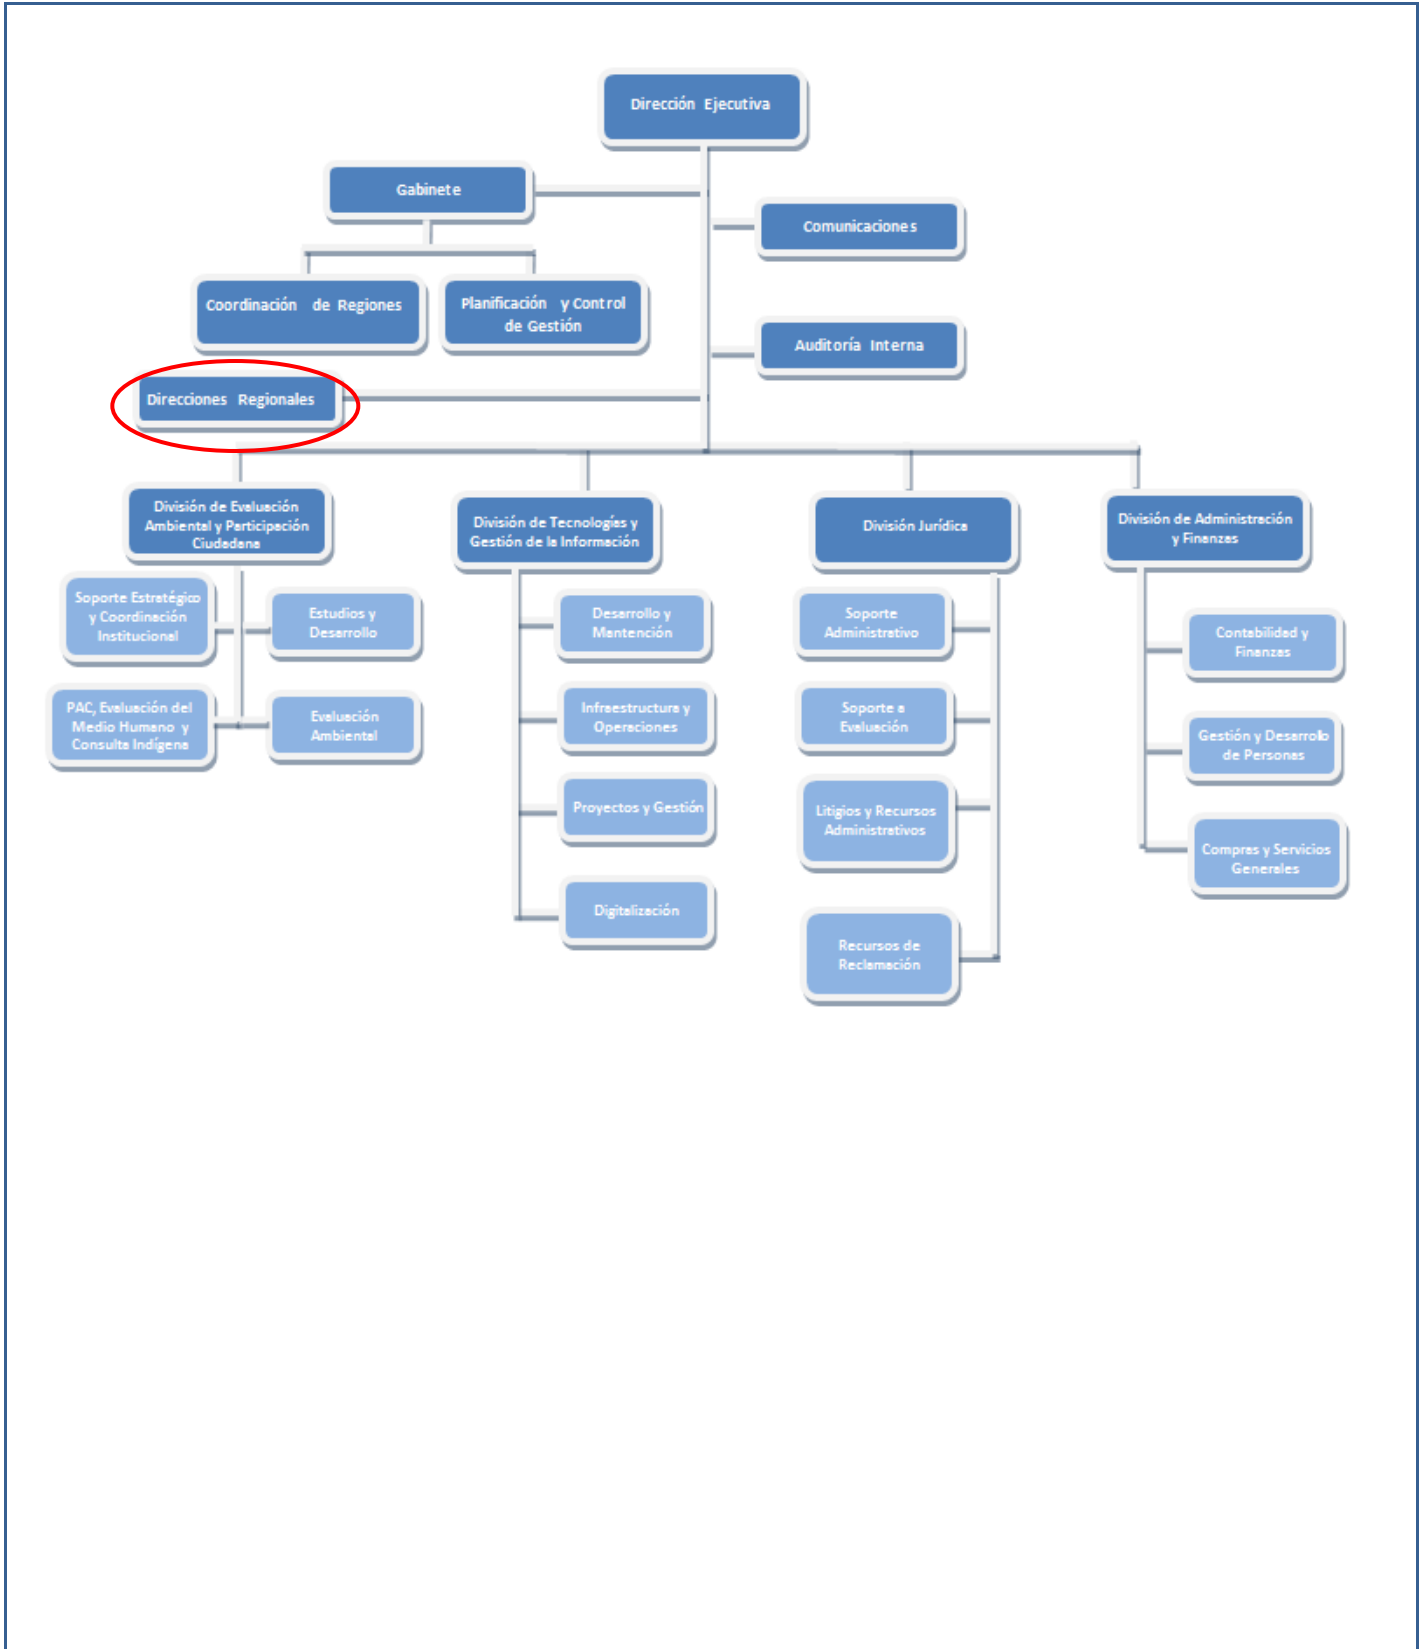 Dirección Ejecutiva
Gabinete
Comunicaciones
Coordinación de Regiones
Planificación y Control
de Gestión
Auditoría Interna
Direcciones Regionales
División de Evaluación
Ambiental y Participación
Ciudadana
División de Tecnologías y
Gestión de la Información
División Jurídica
División de Administración
y Finanzas
Soporte Estratégico
y Coordinación
Institucional
Estudios y
Desarrollo
PAC, Evaluación del
Medio Humano y
Consulta Indígena
Evaluación
Ambiental
Desarrollo y
Mantención
Infraestructura y
Operaciones
Proyectos y Gestión
Digitalización
Soporte
Administrativo
Soporte a
Evaluación
Litigios y Recursos
Administrativos
Recursos de
Reclamación
Contabilidad y
Finanzas
Gestión y Desarrollo
de Personas
Compras y Servicios
Generales